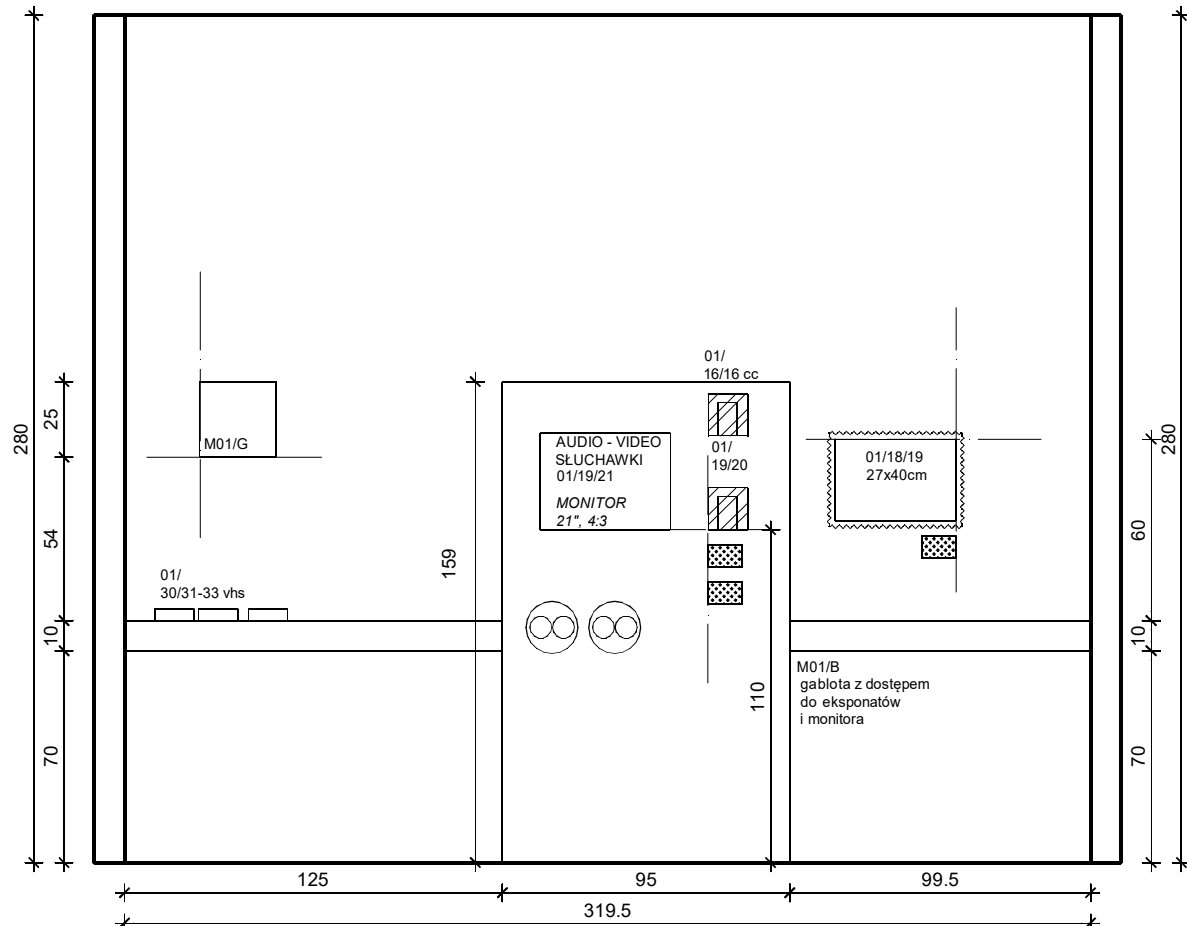 280
25
54
10
70
M01/G
01/
30/31-33 vhs
159
AUDIO - VIDEO
SŁUCHAWKI
01/19/21
MONITOR
21", 4:3
01/
16/16 cc
01/
19/20
110
01/18/19
27x40cm
M01/B
gablota z dostępem
do eksponatów
i monitora
280
60
10
70
125
95
99.5
319.5